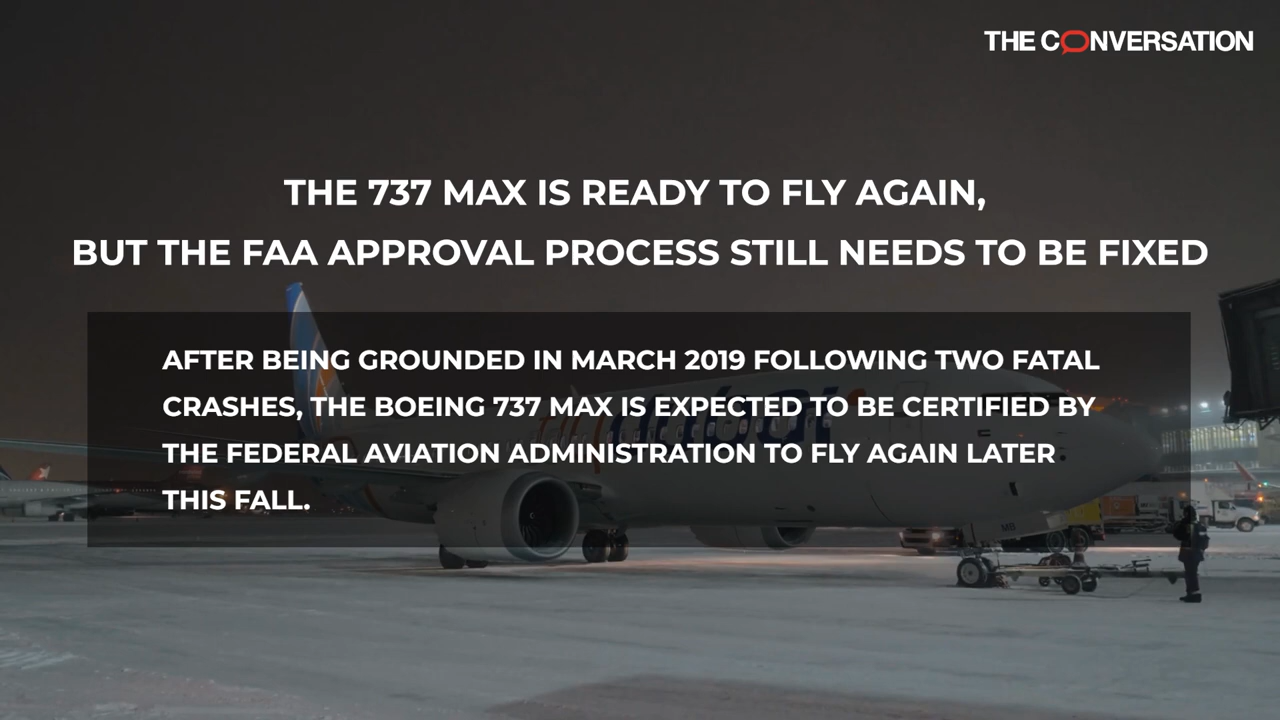 THE CONVERSATION
THE 737 MAX IS READY TO FLY AGAIN,
BUT THE FAA APPROVAL PROCESS STILL NEEDS TO BE FIXED
AFTER BEING GROUNDED IN MARCH 2019 FOLLOWING TWO FATAL
CRASHES, THE BOEING 737 MAX IS EXPECTED TO BE CERTIFIED BY
THE FEDERAL AVIATION ADMINISTRATION TO FLY AGAIN LATER
THIS FALL.